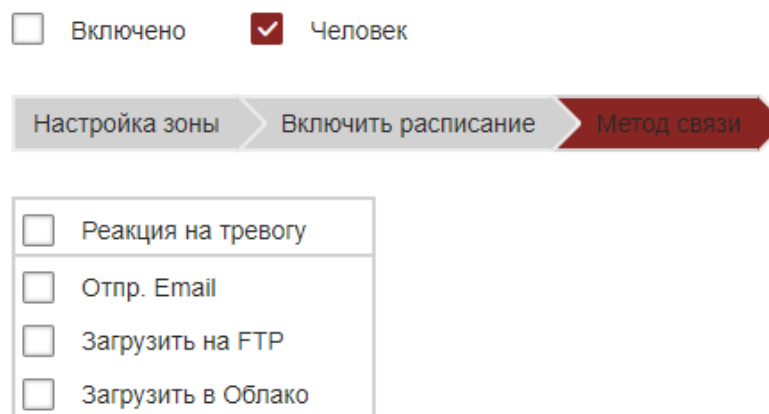 Включено Человек
Настройка зоны Включить расписание Метод связи
Реакция на тревогу
Отпр. Email
Загрузить на FTP
Загрузить в Облако